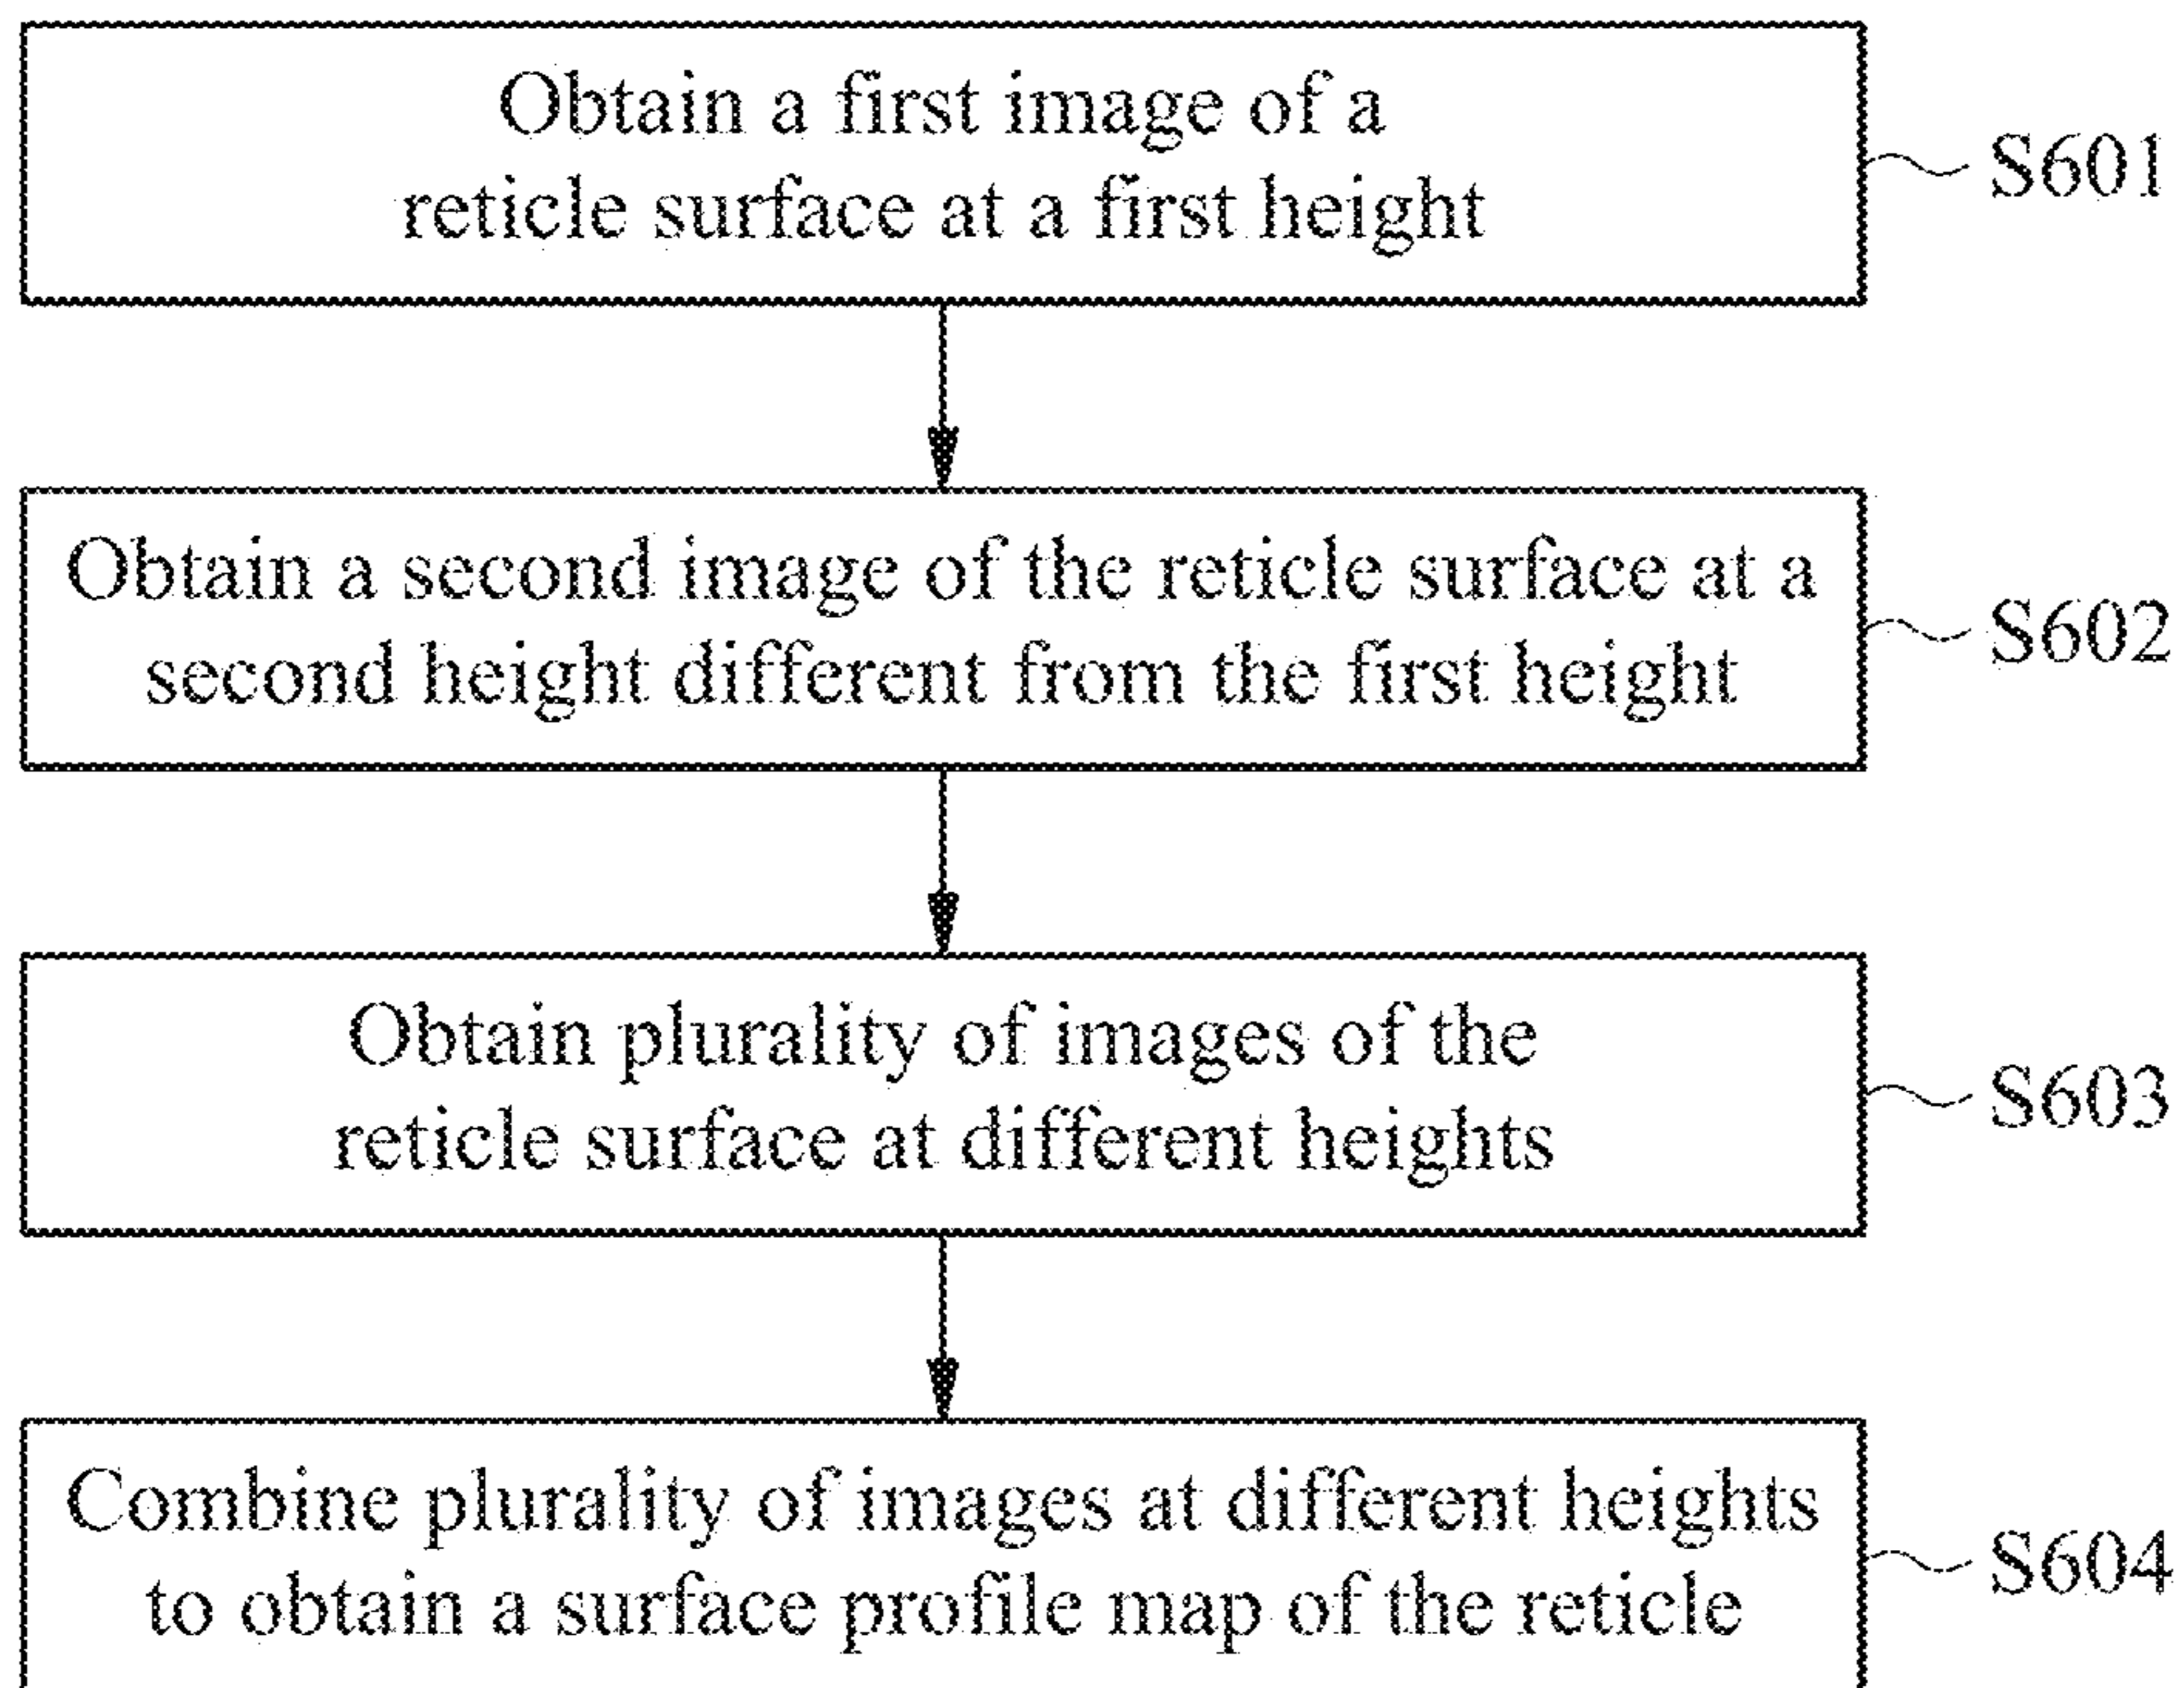 Obtain a first image of a
reticle surface at a first height
S601
Obtain a second image of the reticle surface at a
second height different from the first height
S602
Obtain plurality of images of the
reticle surface at different heights
S603
Combine plurality of images at different heights
to obtain a surface profile map of the reticle
S604